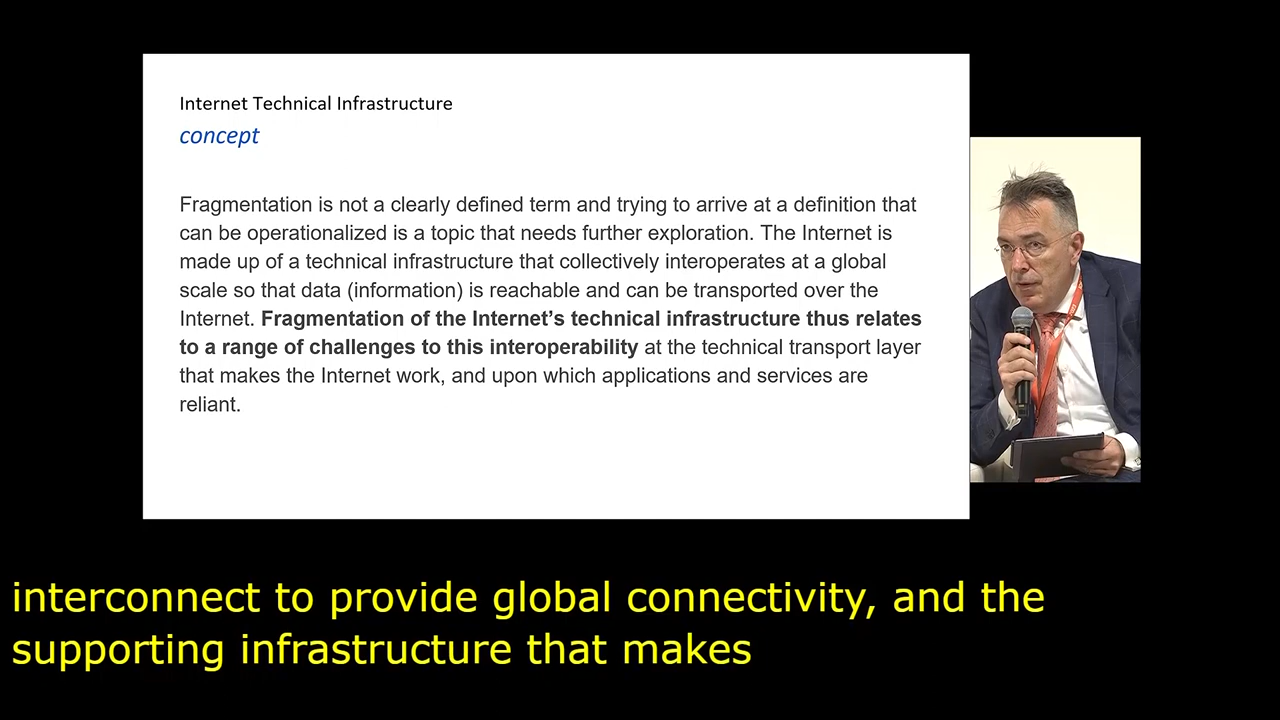 Internet Technical Infrastructure
concept
Fragmentation is not a clearly defined term and trying to arrive at a definition that
can be operationalized is a topic that needs further exploration. The Internet is
made up of a technical infrastructure that collectively interoperates at a global
scale so that data (information) is reachable and can be transported over the
Internet. Fragmentation of the Internet’s technical infrastructure thus relates
to a range of challenges to this interoperability at the technical transport layer
that makes the Internet work, and upon which applications and services are
reliant.
interconnect to provide global connectivity, and the
supporting infrastructure that makes